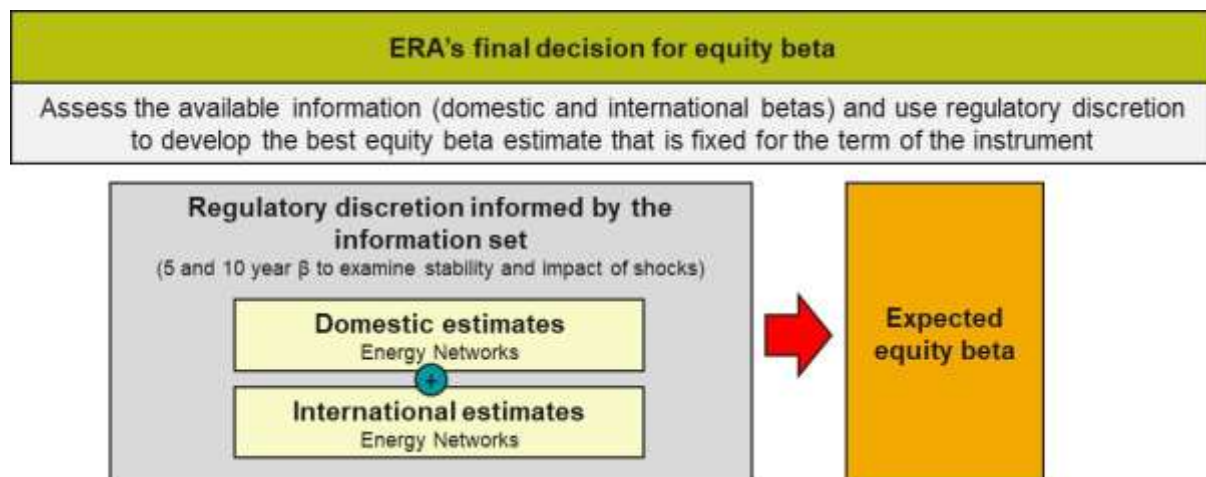 ERA's final decision for equity beta
Assess the available information (domestic and international betas) and use regulatory discretion
to develop the best equity beta estimate that is fixed for the term of the instrument
Regulatory discretion informed by the
information set
(5 and 10 year β to examine stability and impact of shocks)
Domestic estimates
Energy Networks
+
International estimates
Energy Networks
Expected
equity beta